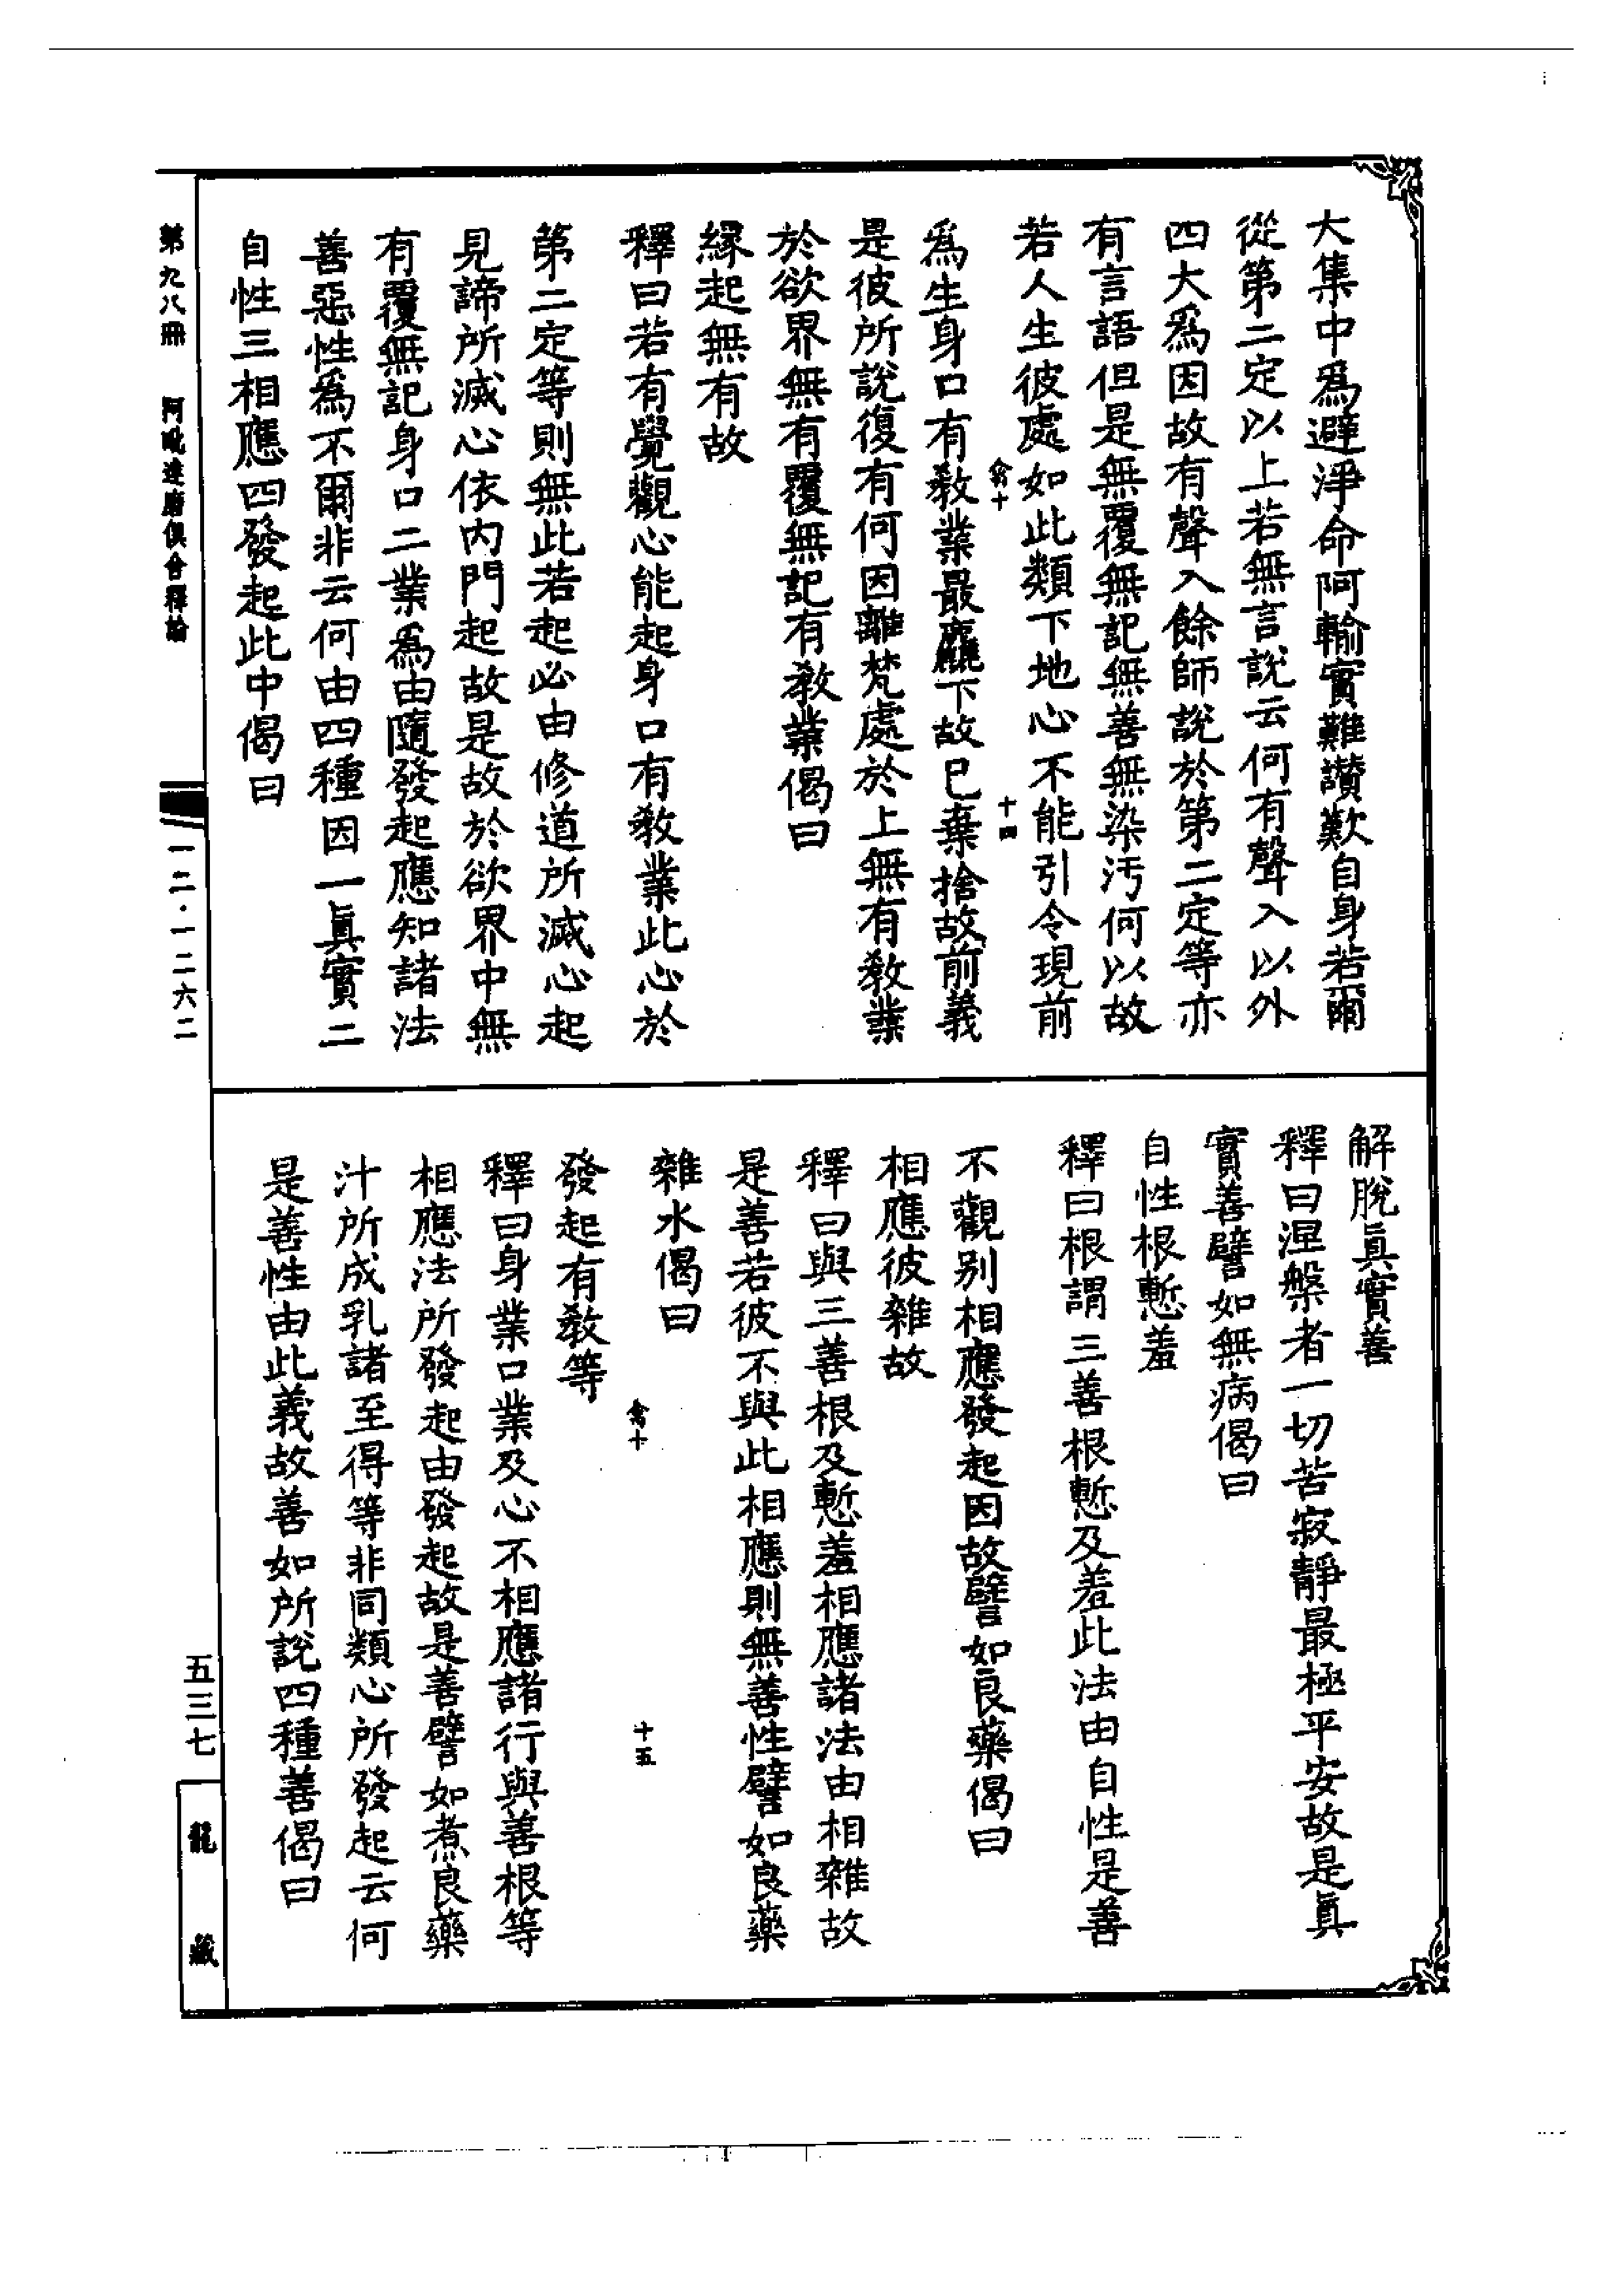 大集中爲避淨命阿輸實難讃歎自身若爾
從第二定以上若無言說云何有聲入以外
四大爲因故有聲入餘師說於第二定等亦
有言語但是無覆無記無善無染汚何以故
若人生彼處如此類下地心不能引令現前
禽十
十四
爲生身口有敎業最麤下故已棄捨故前義
是彼所說復有何因離梵處於上無有敎業
於欲界無有覆無記有敎業偈曰
緣起無有故
釋曰若有覺觀心能起身口有敎業此心於
第二定等則無此若起必由修道所滅心起
見諦所滅心依內門起故是故於欲界中無
有覆無記身口二業爲由隨發起應知諸法
善惡性爲不爾非云何由四種因一眞實二
自性三相應四發起此中偈曰
解脫眞實善
釋曰涅槃者一切苦寂靜最極平安故是眞
實善譬如無病偈曰
自性根慙羞
釋曰根謂三善根慙及羞此法由自性是善
不觀別相應發起因故譬如良藥偈曰
相應彼雜故
釋曰與三善根及慙羞相應諸法由相雜故
是善若彼不與此相應則無善性譬如良藥
雜水偈曰
禽十
十五
發起有敎等
釋曰身業口業及心不相應諸行與善根等
相應法所發起由發起故是善譬如煮良藥
汁所成乳諸至得等非同類心所發起云何
是善性由此義故善如所說四種善偈曰
第九八冊 阿毗達磨俱舍釋論
一二·一二六二
五三七
龍藏